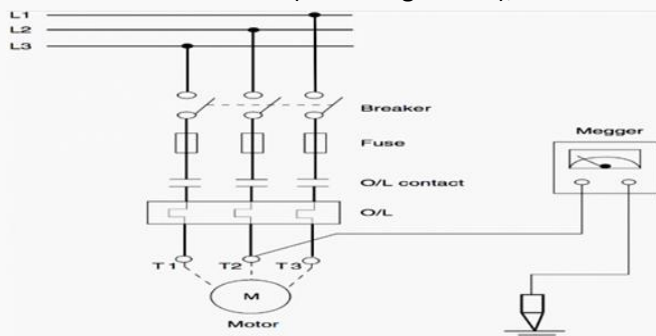 L1
L2
L3
Breaker
Megger
Fuse
O/L contact
O/L
T1 T2 T3
M
Motor